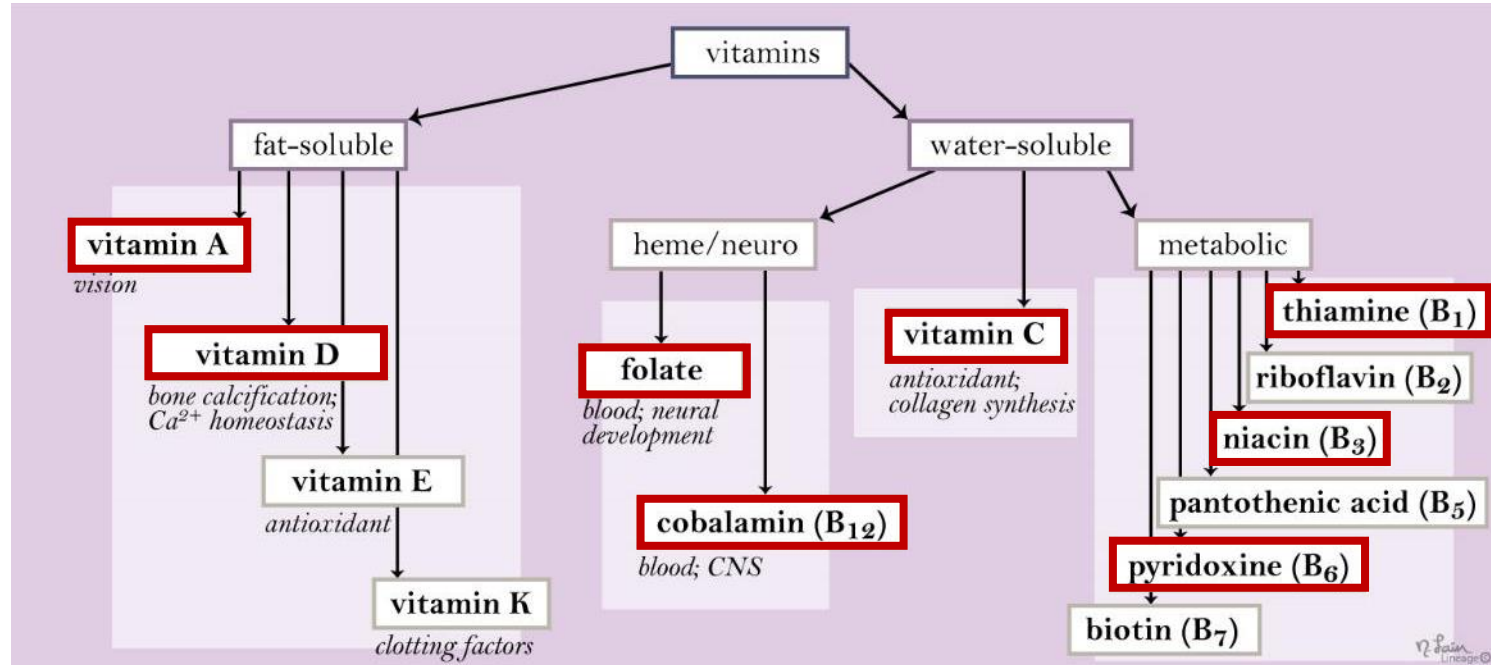 vitamins
fat-soluble
water-soluble
vitamin A
vision
heme/neuro
metabolic
thiamine (B₁)
vitamin D
bone calcification;
Ca²⁺ homeostasis
folate
blood; neural
development
vitamin C
antioxidant;
collagen synthesis
riboflavin (B₂)
niacin (B₃)
vitamin E
antioxidant
pantothenic acid (B₅)
cobalamin (B₁₂)
blood; CNS
pyridoxine (B₆)
vitamin K
clotting factors
biotin (B₇)
Lineage